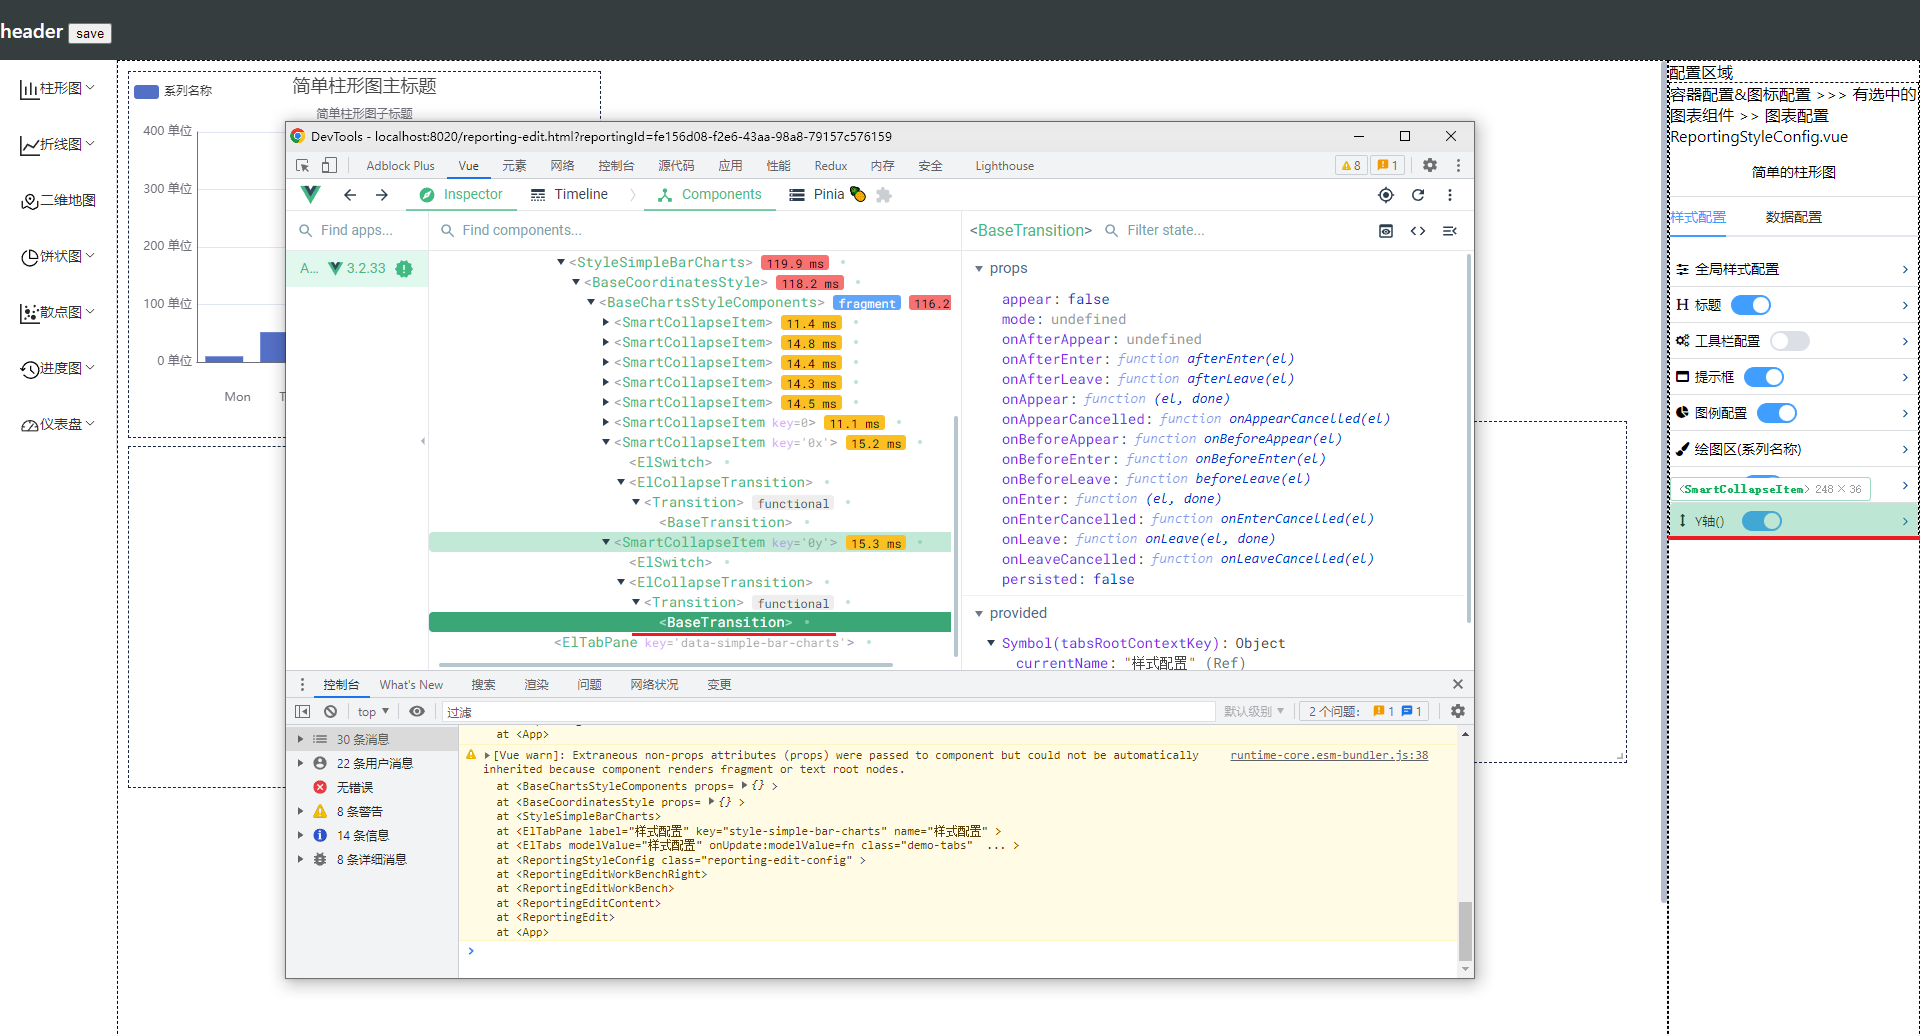 header save
柱形图
折线图
二维地图
饼状图
散点图
进度图
仪表盘
系列名称
简单柱形图主标题
简单柱形图子标题
400 单位
300 单位
200 单位
100 单位
0 单位
Mon
T
DevTools - localhost:8020/reporting-edit.html?reportingId=fe156d08-f2e6-43aa-98a8-79157c576159
Adblock Plus Vue 元素 网络 控制台 源代码 应用 性能 Redux 内存 安全 Lighthouse 8 1
Inspector Timeline Components Pinia
Find apps... Find components... <BaseTransition> Filter state...
A... 3.2.33
<StyleSimpleBarCharts> 119.9 ms
<BaseCoordinatesStyle> 118.2 ms
<BaseChartsStyleComponents> fragment 116.2
<SmartCollapseItem> 11.4 ms
<SmartCollapseItem> 14.8 ms
<SmartCollapseItem> 14.4 ms
<SmartCollapseItem> 14.3 ms
<SmartCollapseItem> 14.5 ms
<SmartCollapseItem key=0> 11.1 ms
<SmartCollapseItem key='0x'> 15.2 ms
<ElSwitch>
<ElCollapseTransition>
<Transition> functional
<BaseTransition>
<SmartCollapseItem key='0y'> 15.3 ms
<ElSwitch>
<ElCollapseTransition>
<Transition> functional
<BaseTransition>
<ElTabPane key='data-simple-bar-charts'>
props
appear: false
mode: undefined
onAfterAppear: undefined
onAfterEnter: function afterEnter(el)
onAfterLeave: function afterLeave(el)
onAppear: function (el, done)
onAppearCancelled: function onAppearCancelled(el)
onBeforeAppear: function onBeforeAppear(el)
onBeforeEnter: function onBeforeEnter(el)
onBeforeLeave: function beforeLeave(el)
onEnter: function (el, done)
onEnterCancelled: function onEnterCancelled(el)
onLeave: function onLeave(el, done)
onLeaveCancelled: function onLeaveCancelled(el)
persisted: false
provided
Symbol(tabsRootContextKey): Object
currentName: "样式配置" (Ref)
控制台 What's New 搜索 渲染 问题 网络状况 变更
top 过滤 默认级别 2 个问题: 1 1
30 条消息
22 条用户消息
无错误
8 条警告
14 条信息
8 条详细消息
at <App>
[Vue warn]: Extraneous non-props attributes (props) were passed to component but could not be automatically runtime-core.esm-bundler.js:38
inherited because component renders fragment or text root nodes.
at <BaseChartsStyleComponents props= {} >
at <BaseCoordinatesStyle props= {} >
at <StyleSimpleBarCharts>
at <ElTabPane label="样式配置" key="style-simple-bar-charts" name="样式配置" >
at <ElTabs modelValue="样式配置" onUpdate:modelValue=fn class="demo-tabs" ... >
at <ReportingStyleConfig class="reporting-edit-config" >
at <ReportingEditWorkBenchRight>
at <ReportingEditWorkBench>
at <ReportingEditContent>
at <ReportingEdit>
at <App>
配置区域
容器配置&图标配置 >>> 有选中的
图表组件 >> 图表配置
ReportingStyleConfig.vue
简单的柱形图
样式配置 数据配置
全局样式配置
标题
工具栏配置
提示框
图例配置
绘图区(系列名称)
<SmartCollapseItem> 248 × 36
Y轴()